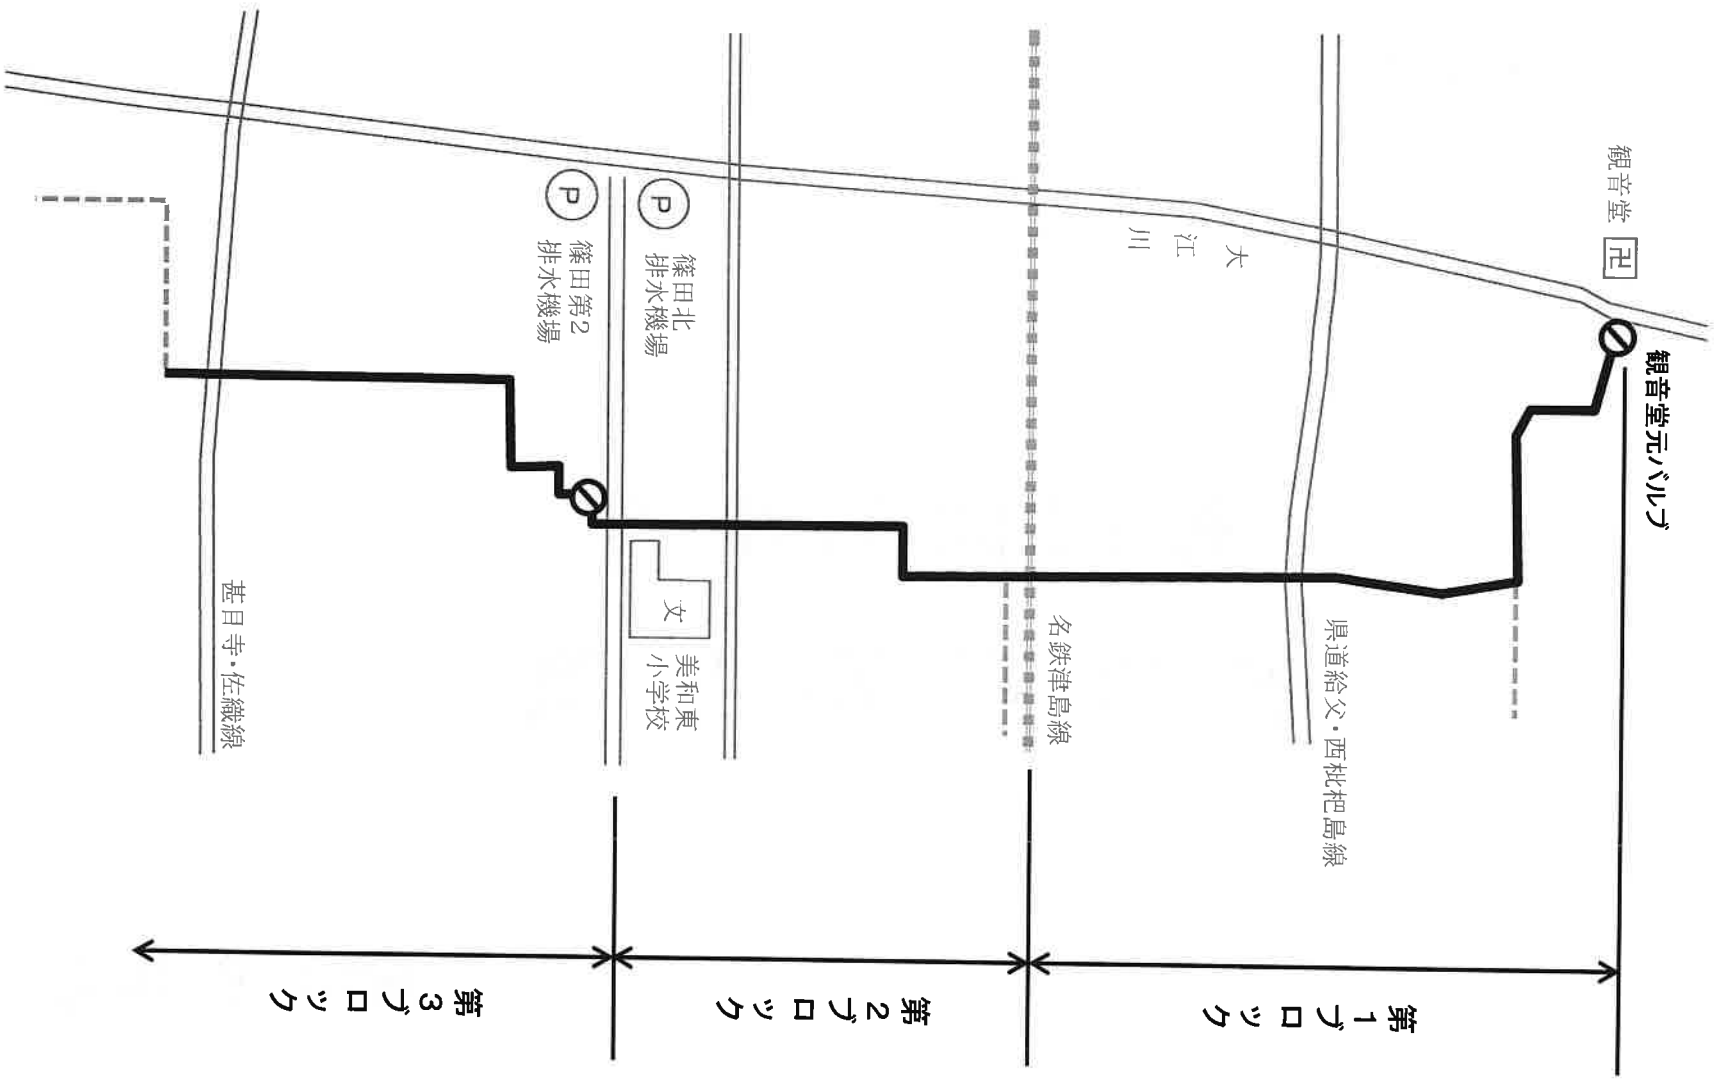 観音堂
卍
観音堂元バルブ
大
江
川
県道給父・西枇杷島線
名鉄津島線
P
篠田北
排水機場
P
篠田第2
排水機場
文
美和東
小学校
甚目寺・佐織線
第1ブロック
第2ブロック
第3ブロック